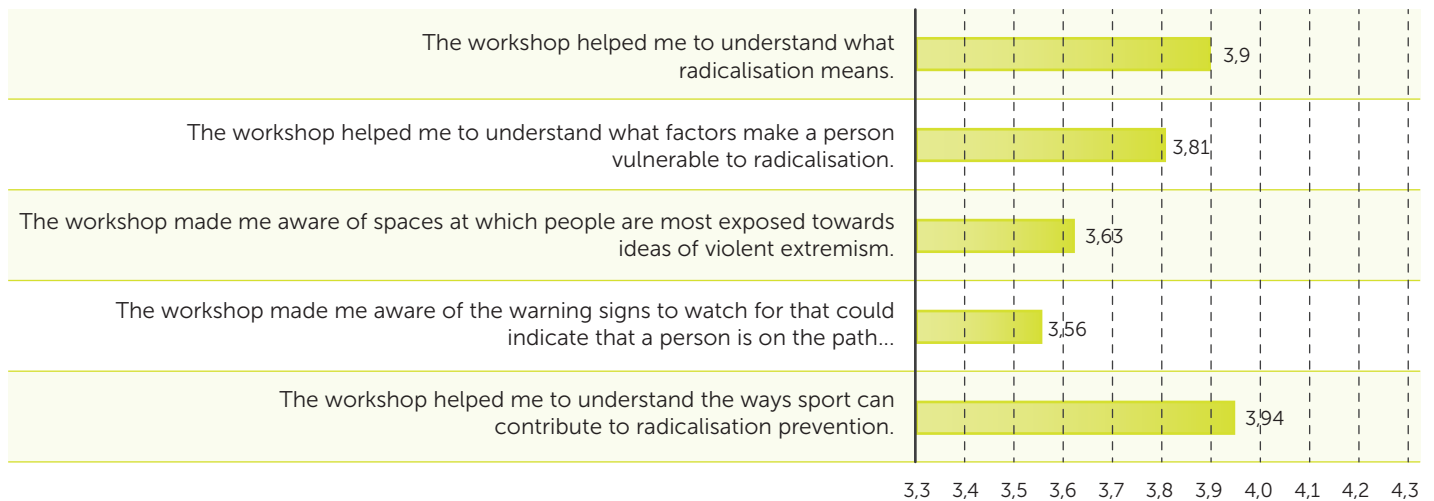 The workshop helped me to understand what
radicalisation means.
3,9
The workshop helped me to understand what factors make a person
vulnerable to radicalisation.
3,81
The workshop made me aware of spaces at which people are most exposed towards
ideas of violent extremism.
3,63
The workshop made me aware of the warning signs to watch for that could
indicate that a person is on the path...
3,56
The workshop helped me to understand the ways sport can
contribute to radicalisation prevention.
3,94
3,3 3,4 3,5 3,6 3,7 3,8 3,9 4,0 4,1 4,2 4,3